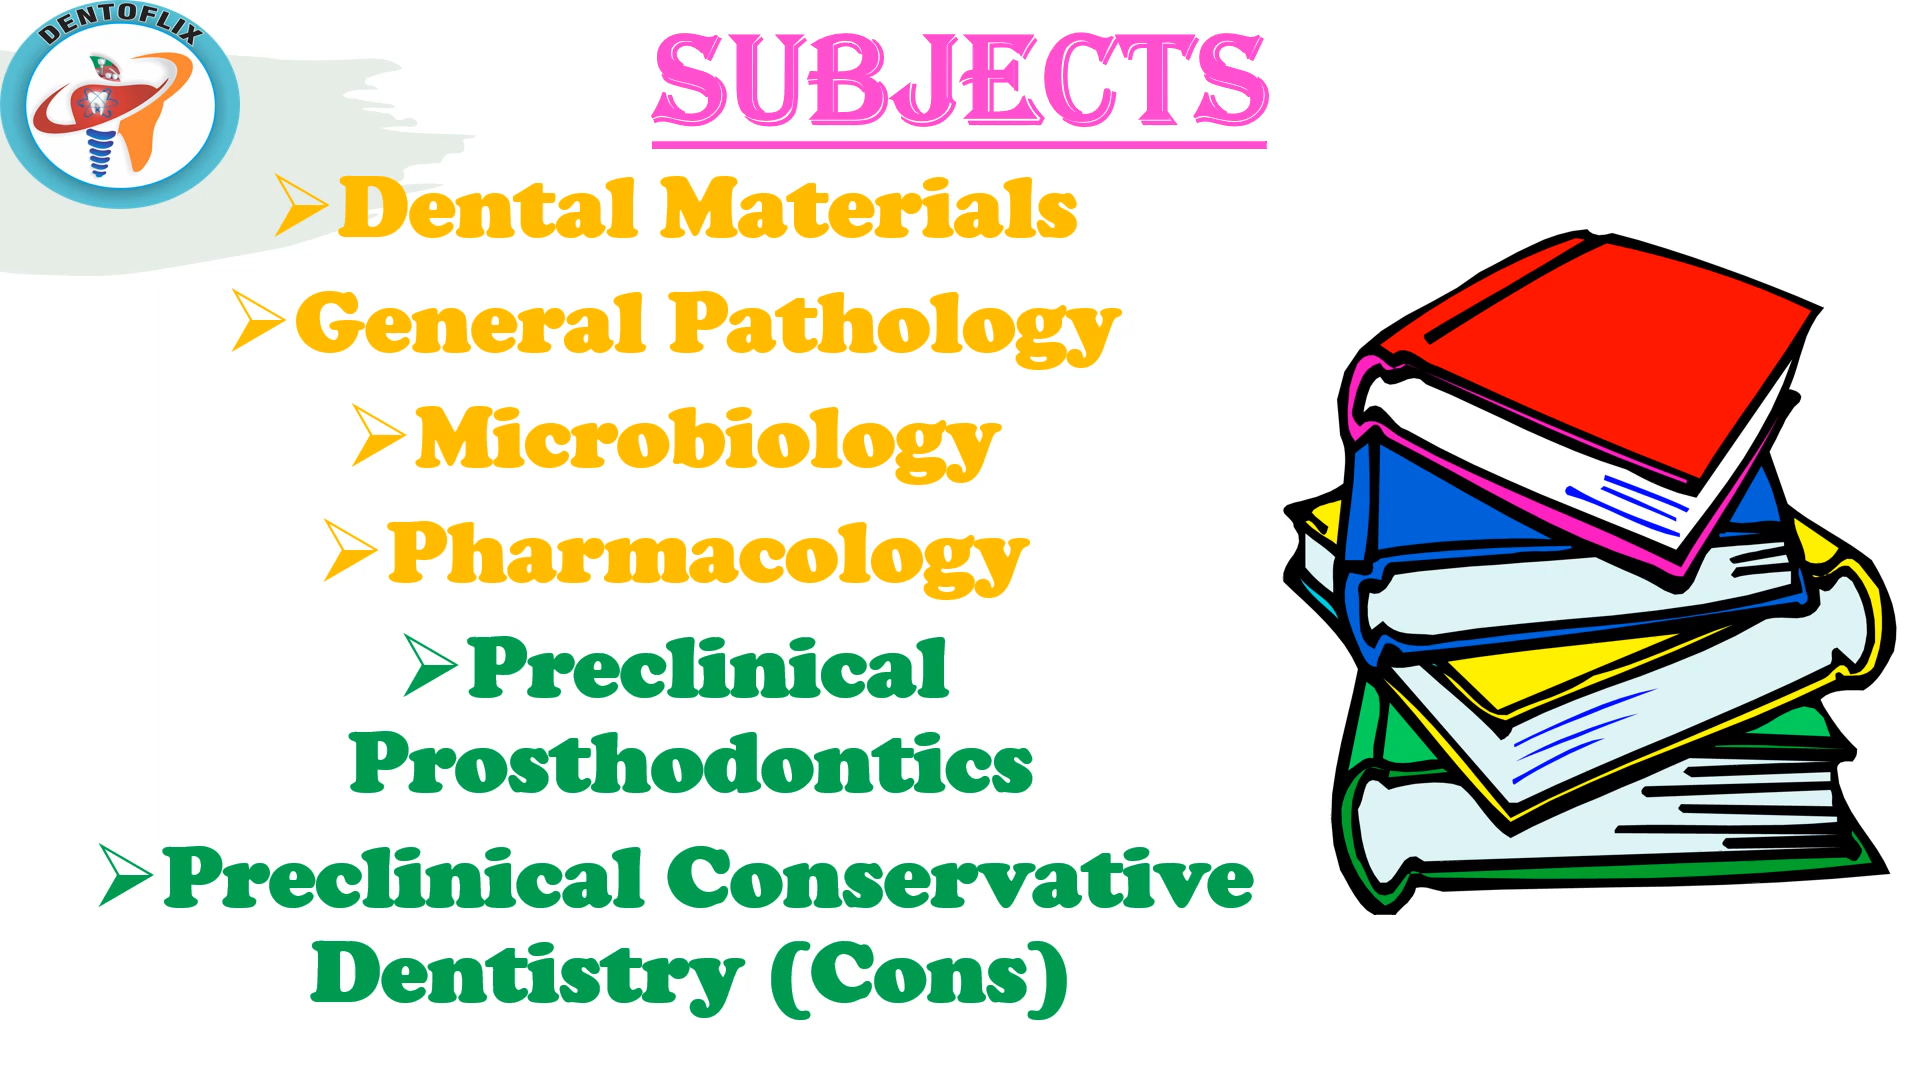 DENTOFLIX
SUBJECTS
➢Dental Materials
➢General Pathology
➢Microbiology
➢Pharmacology
➢Preclinical
Prosthodontics
➢Preclinical Conservative
Dentistry (Cons)